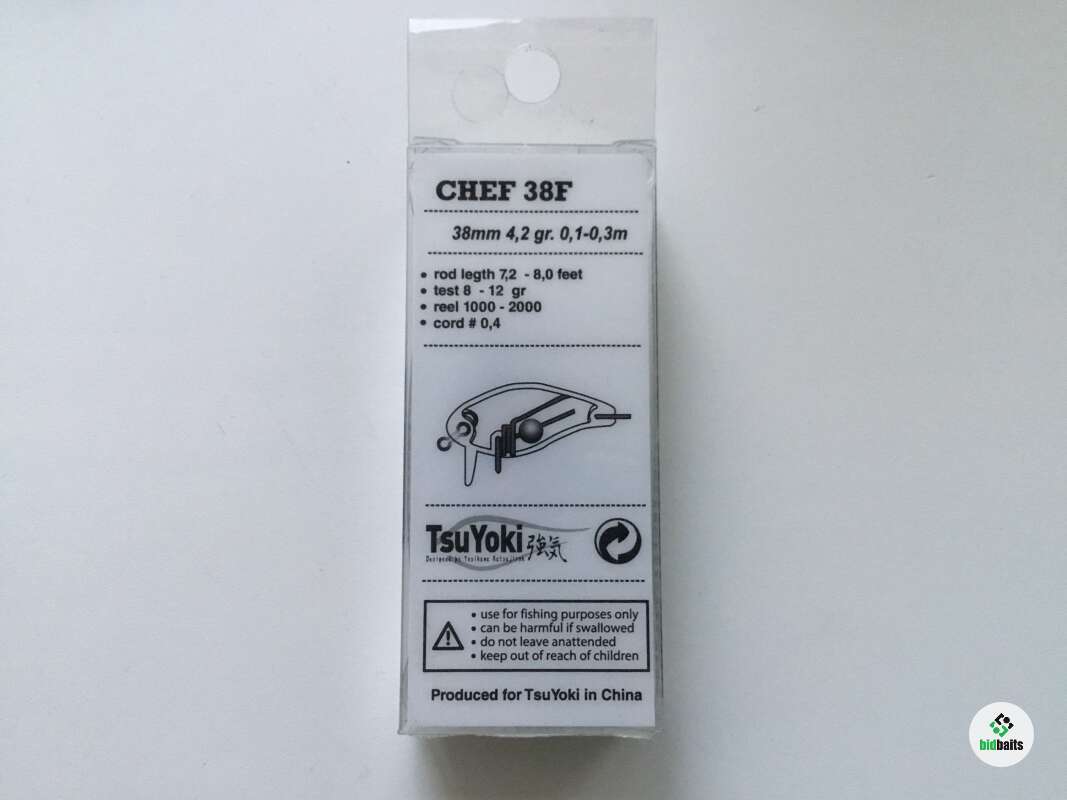 CHEF 38F
38mm 4,2 gr. 0,1-0,3m
• rod legth 7,2 - 8,0 feet
• test 8 - 12 gr
• reel 1000 - 2000
• cord # 0,4
TsuYoki 強気
• use for fishing purposes only
• can be harmful if swallowed
• do not leave anattended
• keep out of reach of children
Produced for TsuYoki in China
bidbaits